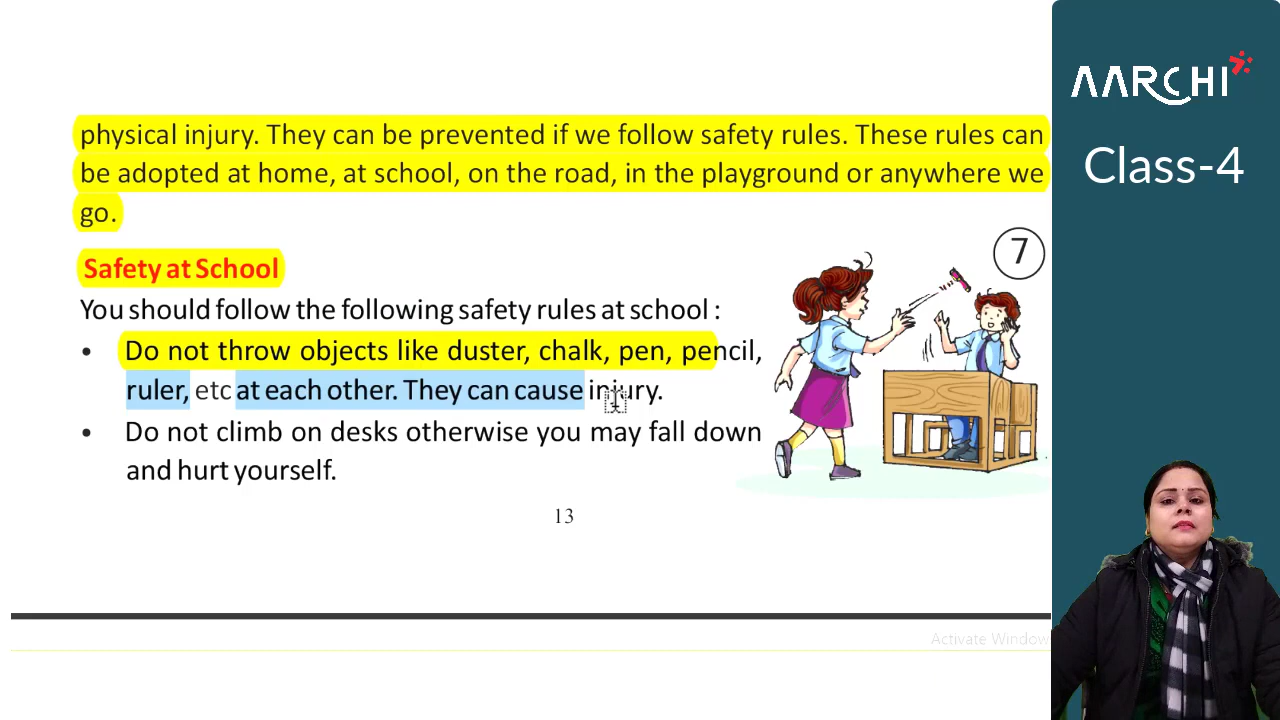 physical injury. They can be prevented if we follow safety rules. These rules can
be adopted at home, at school, on the road, in the playground or anywhere we
go.
Safety at School
You should follow the following safety rules at school :
• Do not throw objects like duster, chalk, pen, pencil,
ruler, etc at each other. They can cause injury.
• Do not climb on desks otherwise you may fall down
and hurt yourself.
7
13
Activate Window
AARCHI
Class-4